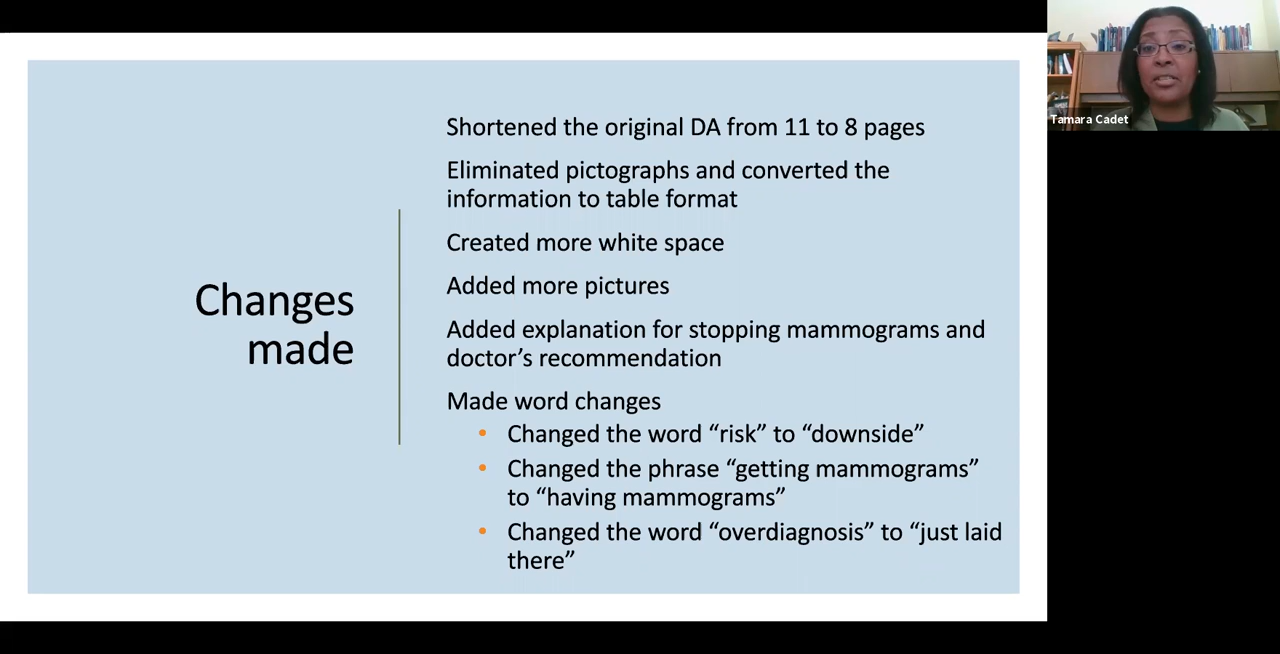 Changes
made
Shortened the original DA from 11 to 8 pages
Eliminated pictographs and converted the
information to table format
Created more white space
Added more pictures
Added explanation for stopping mammograms and
doctor’s recommendation
Made word changes
• Changed the word “risk” to “downside”
• Changed the phrase “getting mammograms”
to “having mammograms”
• Changed the word “overdiagnosis” to “just laid
there”
Tamara Cadet